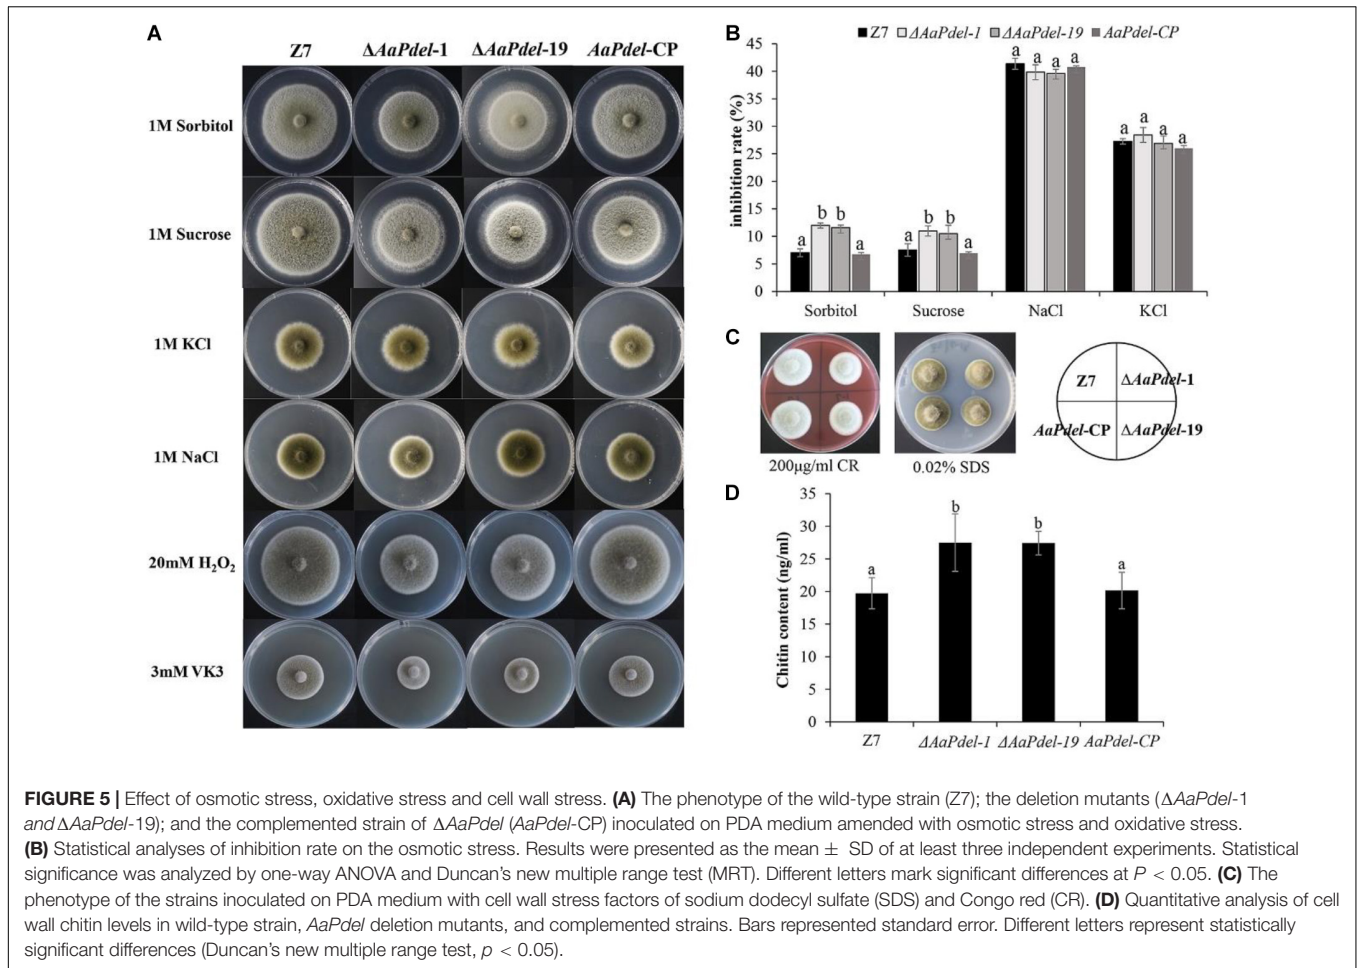 A
Z7 ΔAaPdel-1 ΔAaPdel-19 AaPdel-CP
1M Sorbitol
1M Sucrose
1M KCl
1M NaCl
20mM H₂O₂
3mM VK3
B
Z7 ΔAaPdel-1 ΔAaPdel-19 AaPdel-CP
inhibition rate (%)
45
40
35
30
25
20
15
10
5
0
a b b a
a b b a
a a a a
a a a a
Sorbitol Sucrose NaCl KCl
C
200μg/ml CR
0.02% SDS
Z7 ΔAaPdel-1
AaPdel-CP ΔAaPdel-19
D
Chitin content (ng/ml)
35
30
25
20
15
10
5
0
a b b a
Z7 ΔAaPdel-1 ΔAaPdel-19 AaPdel-CP
FIGURE 5 | Effect of osmotic stress, oxidative stress and cell wall stress. (A) The phenotype of the wild-type strain (Z7); the deletion mutants (ΔAaPdel-1
and ΔAaPdel-19); and the complemented strain of ΔAaPdel (AaPdel-CP) inoculated on PDA medium amended with osmotic stress and oxidative stress.
(B) Statistical analyses of inhibition rate on the osmotic stress. Results were presented as the mean ± SD of at least three independent experiments. Statistical
significance was analyzed by one-way ANOVA and Duncan's new multiple range test (MRT). Different letters mark significant differences at P < 0.05. (C) The
phenotype of the strains inoculated on PDA medium with cell wall stress factors of sodium dodecyl sulfate (SDS) and Congo red (CR). (D) Quantitative analysis of cell
wall chitin levels in wild-type strain, AaPdel deletion mutants, and complemented strains. Bars represented standard error. Different letters represent statistically
significant differences (Duncan's new multiple range test, p < 0.05).